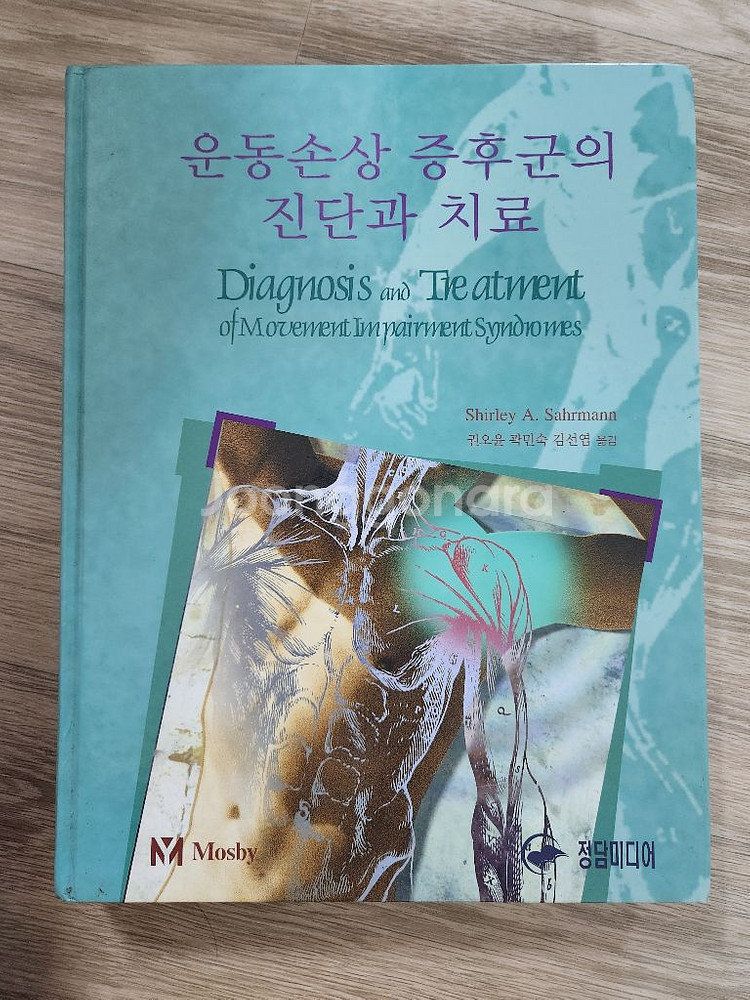 운동손상 증후군의
진단과 치료
Diagnosis and Treatment
of Movement Impairment Syndromes
Shirley A. Sahrmann
권오윤 곽민숙 김선엽 옮김
Mosby
정담미디어